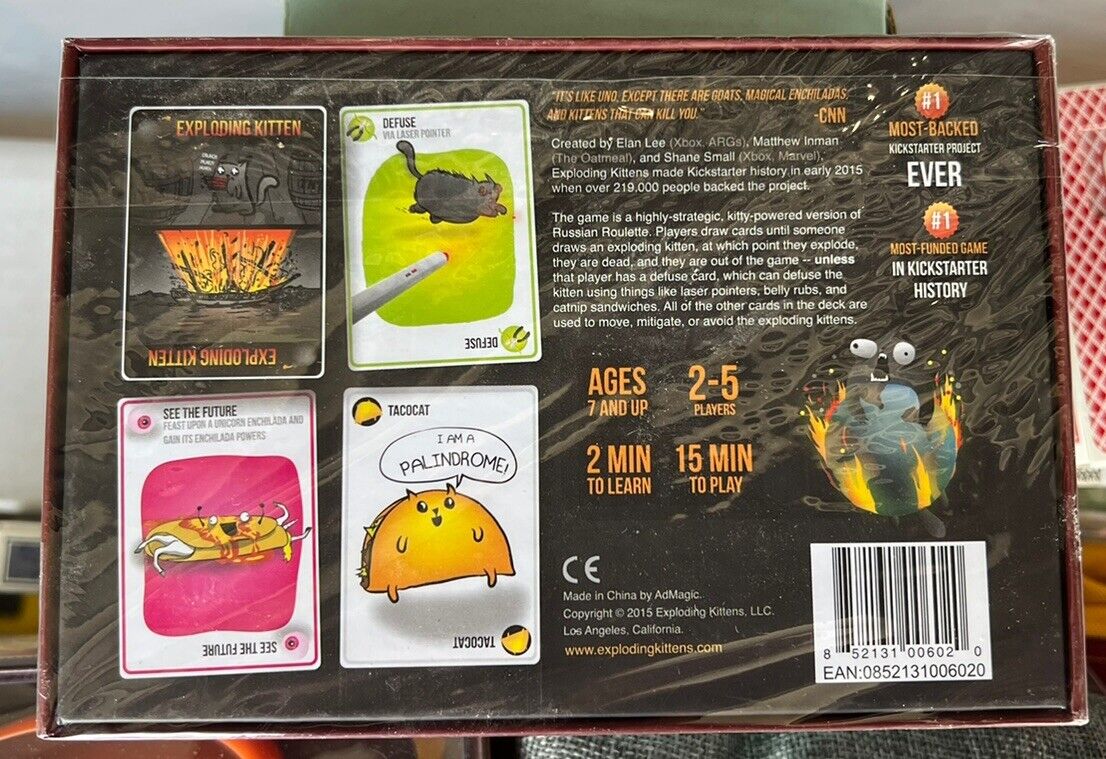 EXPLODING KITTEN
EXPLODING KITTEN
DEFUSE
VIA LASER POINTER
DEFUSE
SEE THE FUTURE
FEAST UPON A UNICORN ENCHILADA AND
GAIN ITS ENCHILADA POWERS
SEE THE FUTURE
TACOCAT
I AM A
PALINDROME!
TACOCAT
"IT'S LIKE UNO, EXCEPT THERE ARE GOATS, MAGICAL ENCHILADAS,
AND KITTENS THAT CAN KILL YOU."
-CNN
Created by Elan Lee (Xbox, ARGs), Matthew Inman
(The Oatmeal), and Shane Small (Xbox, Marvel),
Exploding Kittens made Kickstarter history in early 2015
when over 219,000 people backed the project.
The game is a highly-strategic, kitty-powered version of
Russian Roulette. Players draw cards until someone
draws an exploding kitten, at which point they explode,
they are dead, and they are out of the game -- unless
that player has a defuse card, which can defuse the
kitten using things like laser pointers, belly rubs, and
catnip sandwiches. All of the other cards in the deck are
used to move, mitigate, or avoid the exploding kittens.
#1
MOST-BACKED
KICKSTARTER PROJECT
EVER
#1
MOST-FUNDED GAME
IN KICKSTARTER
HISTORY
AGES
7 AND UP
2-5
PLAYERS
2 MIN
TO LEARN
15 MIN
TO PLAY
CE
Made in China by AdMagic.
Copyright © 2015 Exploding Kittens, LLC.
Los Angeles, California.
www.explodingkittens.com
8 52131 00602 0
EAN:0852131006020